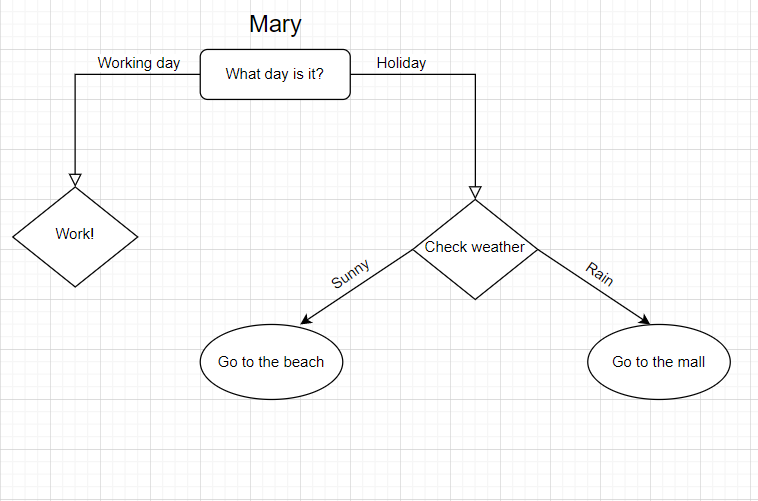 Mary
Working day
What day is it?
Holiday
Work!
Check weather
Sunny
Rain
Go to the beach
Go to the mall